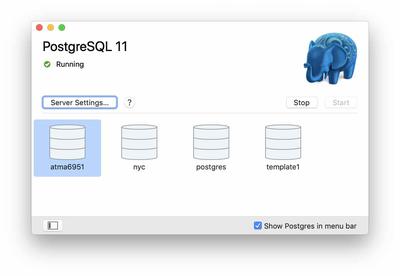 PostgreSQL 11
Running
Server Settings... ? Stop Start
atma6951 nyc postgres template1
Show Postgres in menu bar